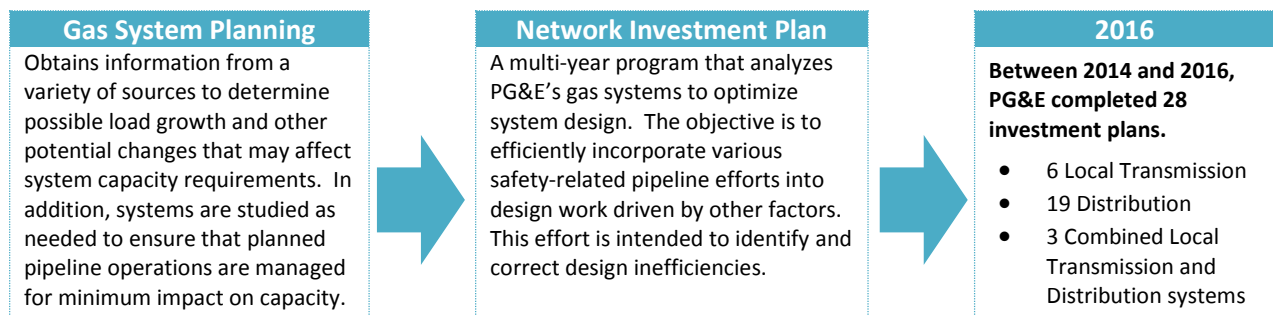 Gas System Planning
Obtains information from a
variety of sources to determine
possible load growth and other
potential changes that may affect
system capacity requirements.  In
addition, systems are studied as
needed to ensure that planned
pipeline operations are managed
for minimum impact on capacity.
Network Investment Plan
A multi-year program that analyzes
PG&E's gas systems to optimize
system design.  The objective is to
efficiently incorporate various
safety-related pipeline efforts into
design work driven by other factors.
This effort is intended to identify and
correct design inefficiencies.
2016
Between 2014 and 2016,
PG&E completed 28
investment plans.
• 6 Local Transmission
• 19 Distribution
• 3 Combined Local
Transmission and
Distribution systems